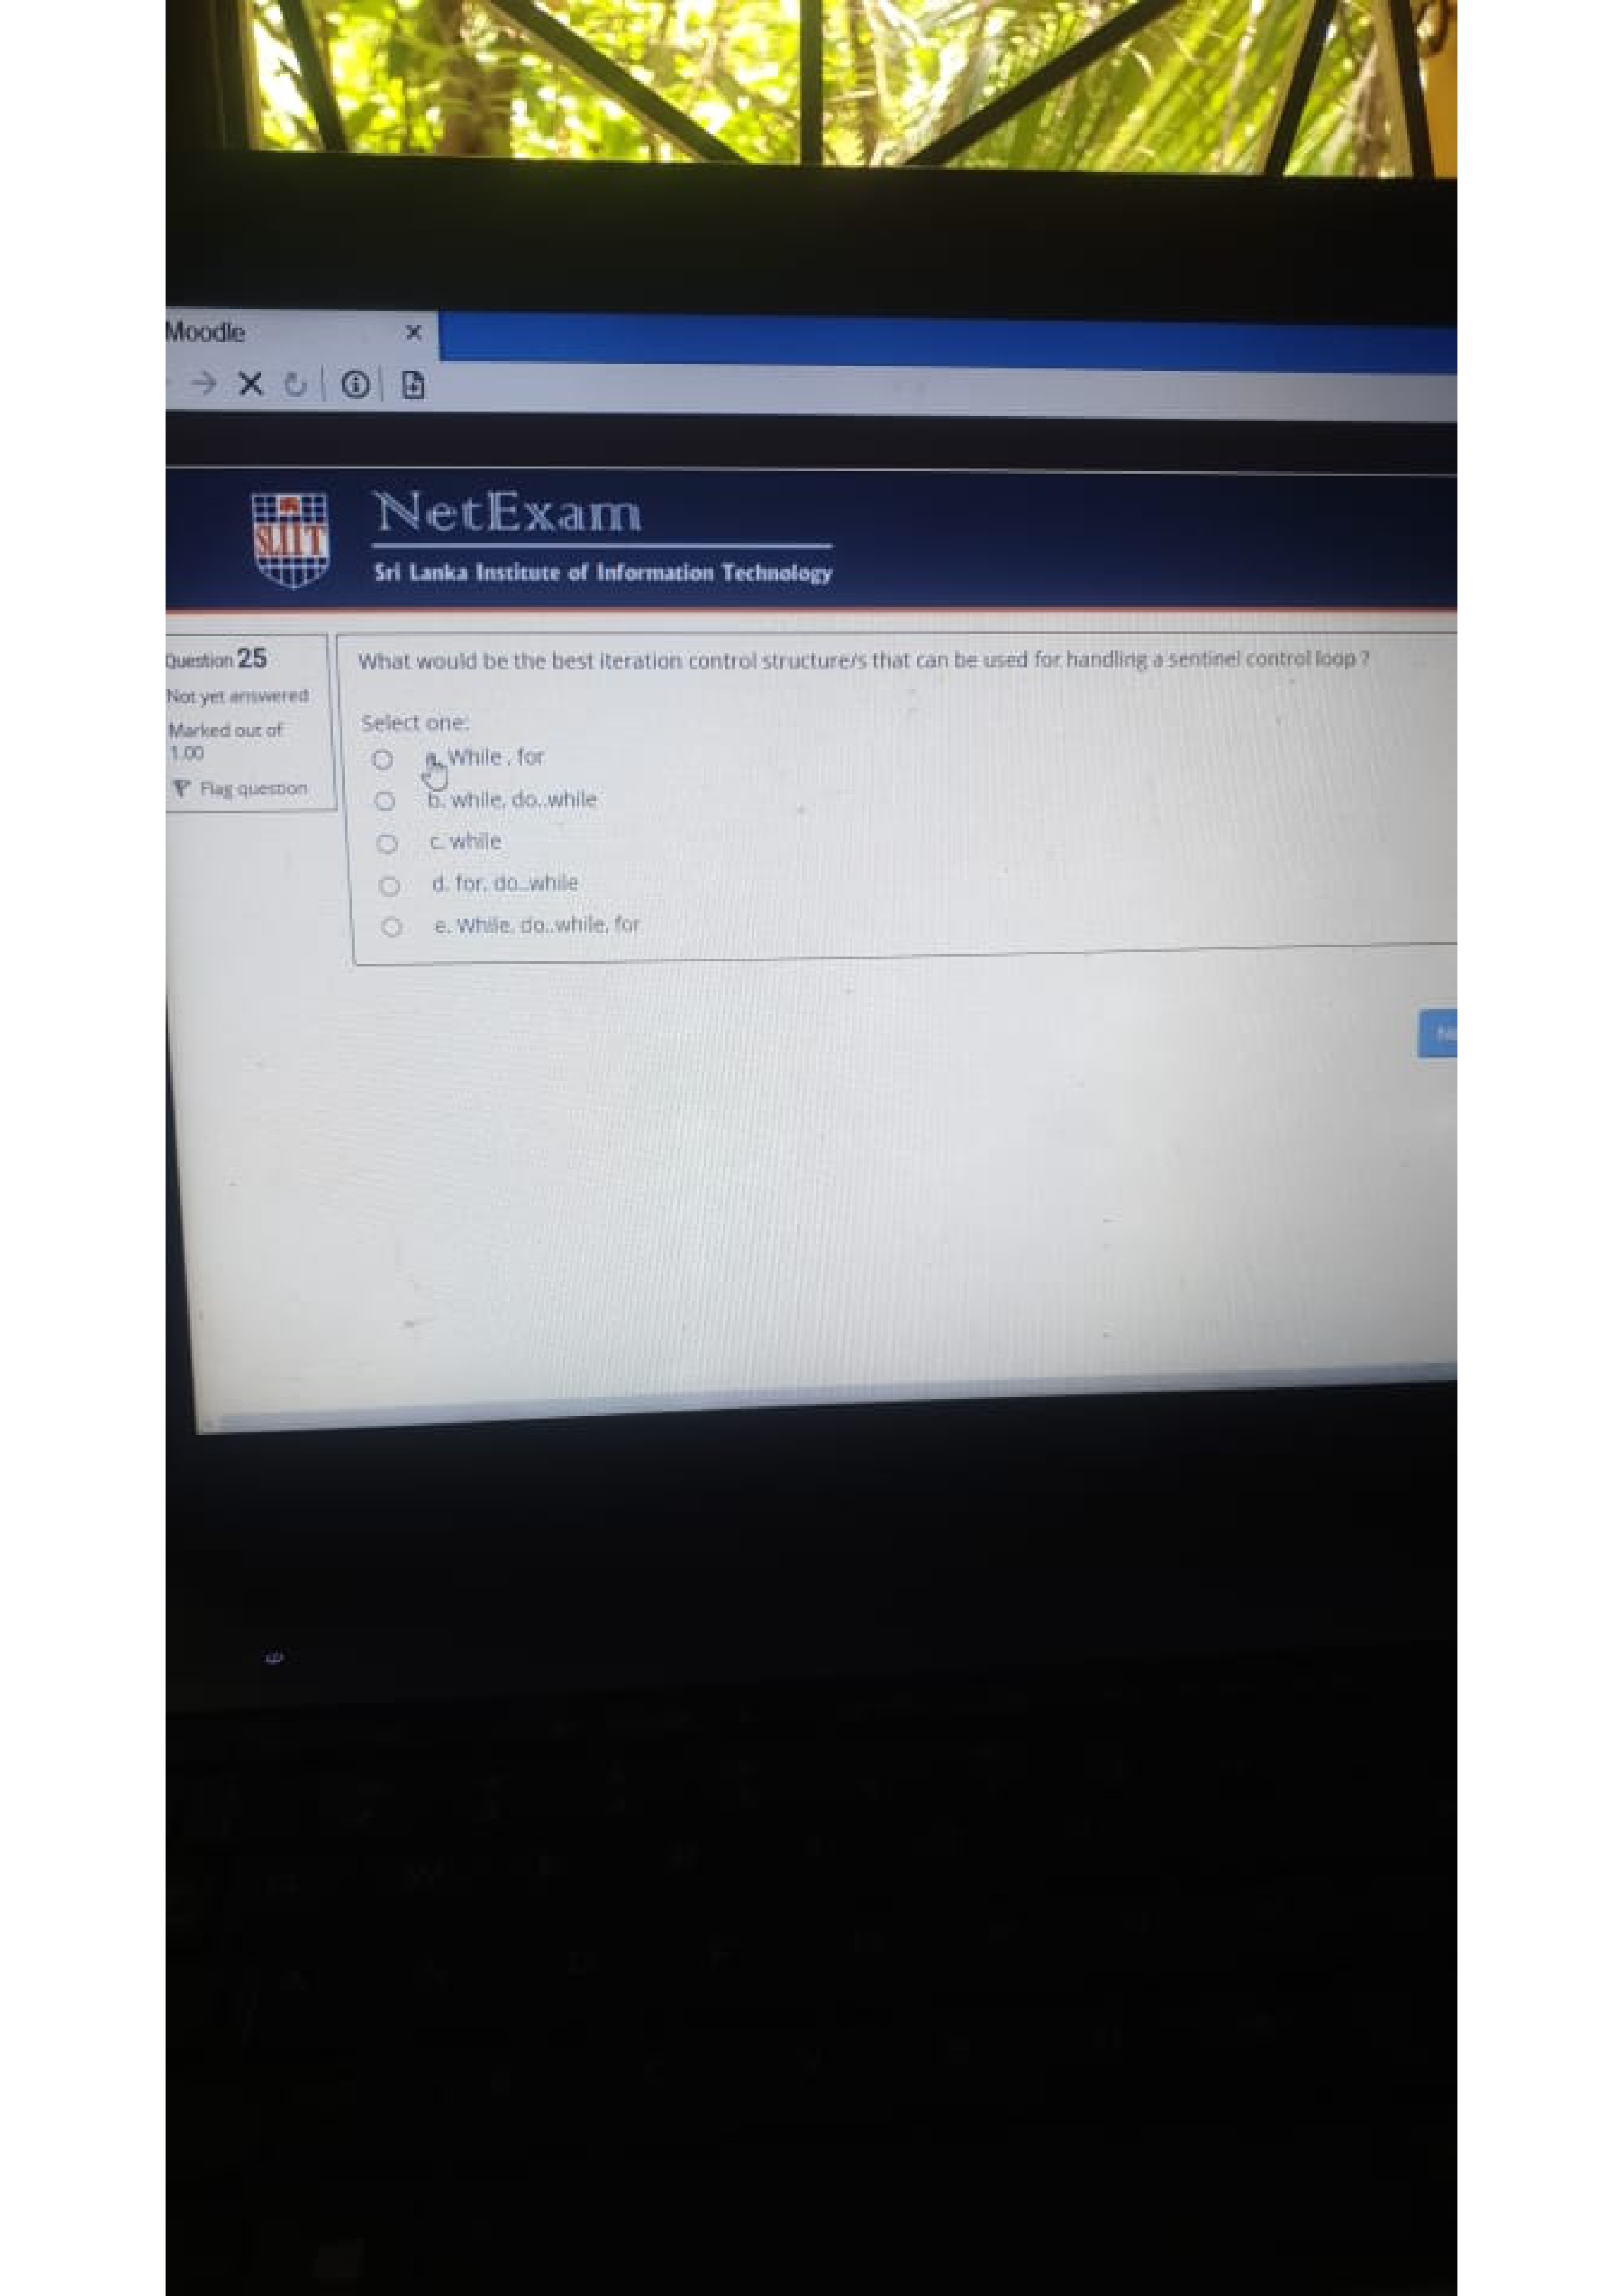 Moodle
NetExam
SLIIT
Sri Lanka Institute of Information Technology
Question 25
Not yet answered
Marked out of
1.00
Flag question
What would be the best iteration control structure/s that can be used for handling a sentinel control loop ?
Select one:
a. While , for
b. while, do..while
c. while
d. for, do..while
e. While, do..while, for